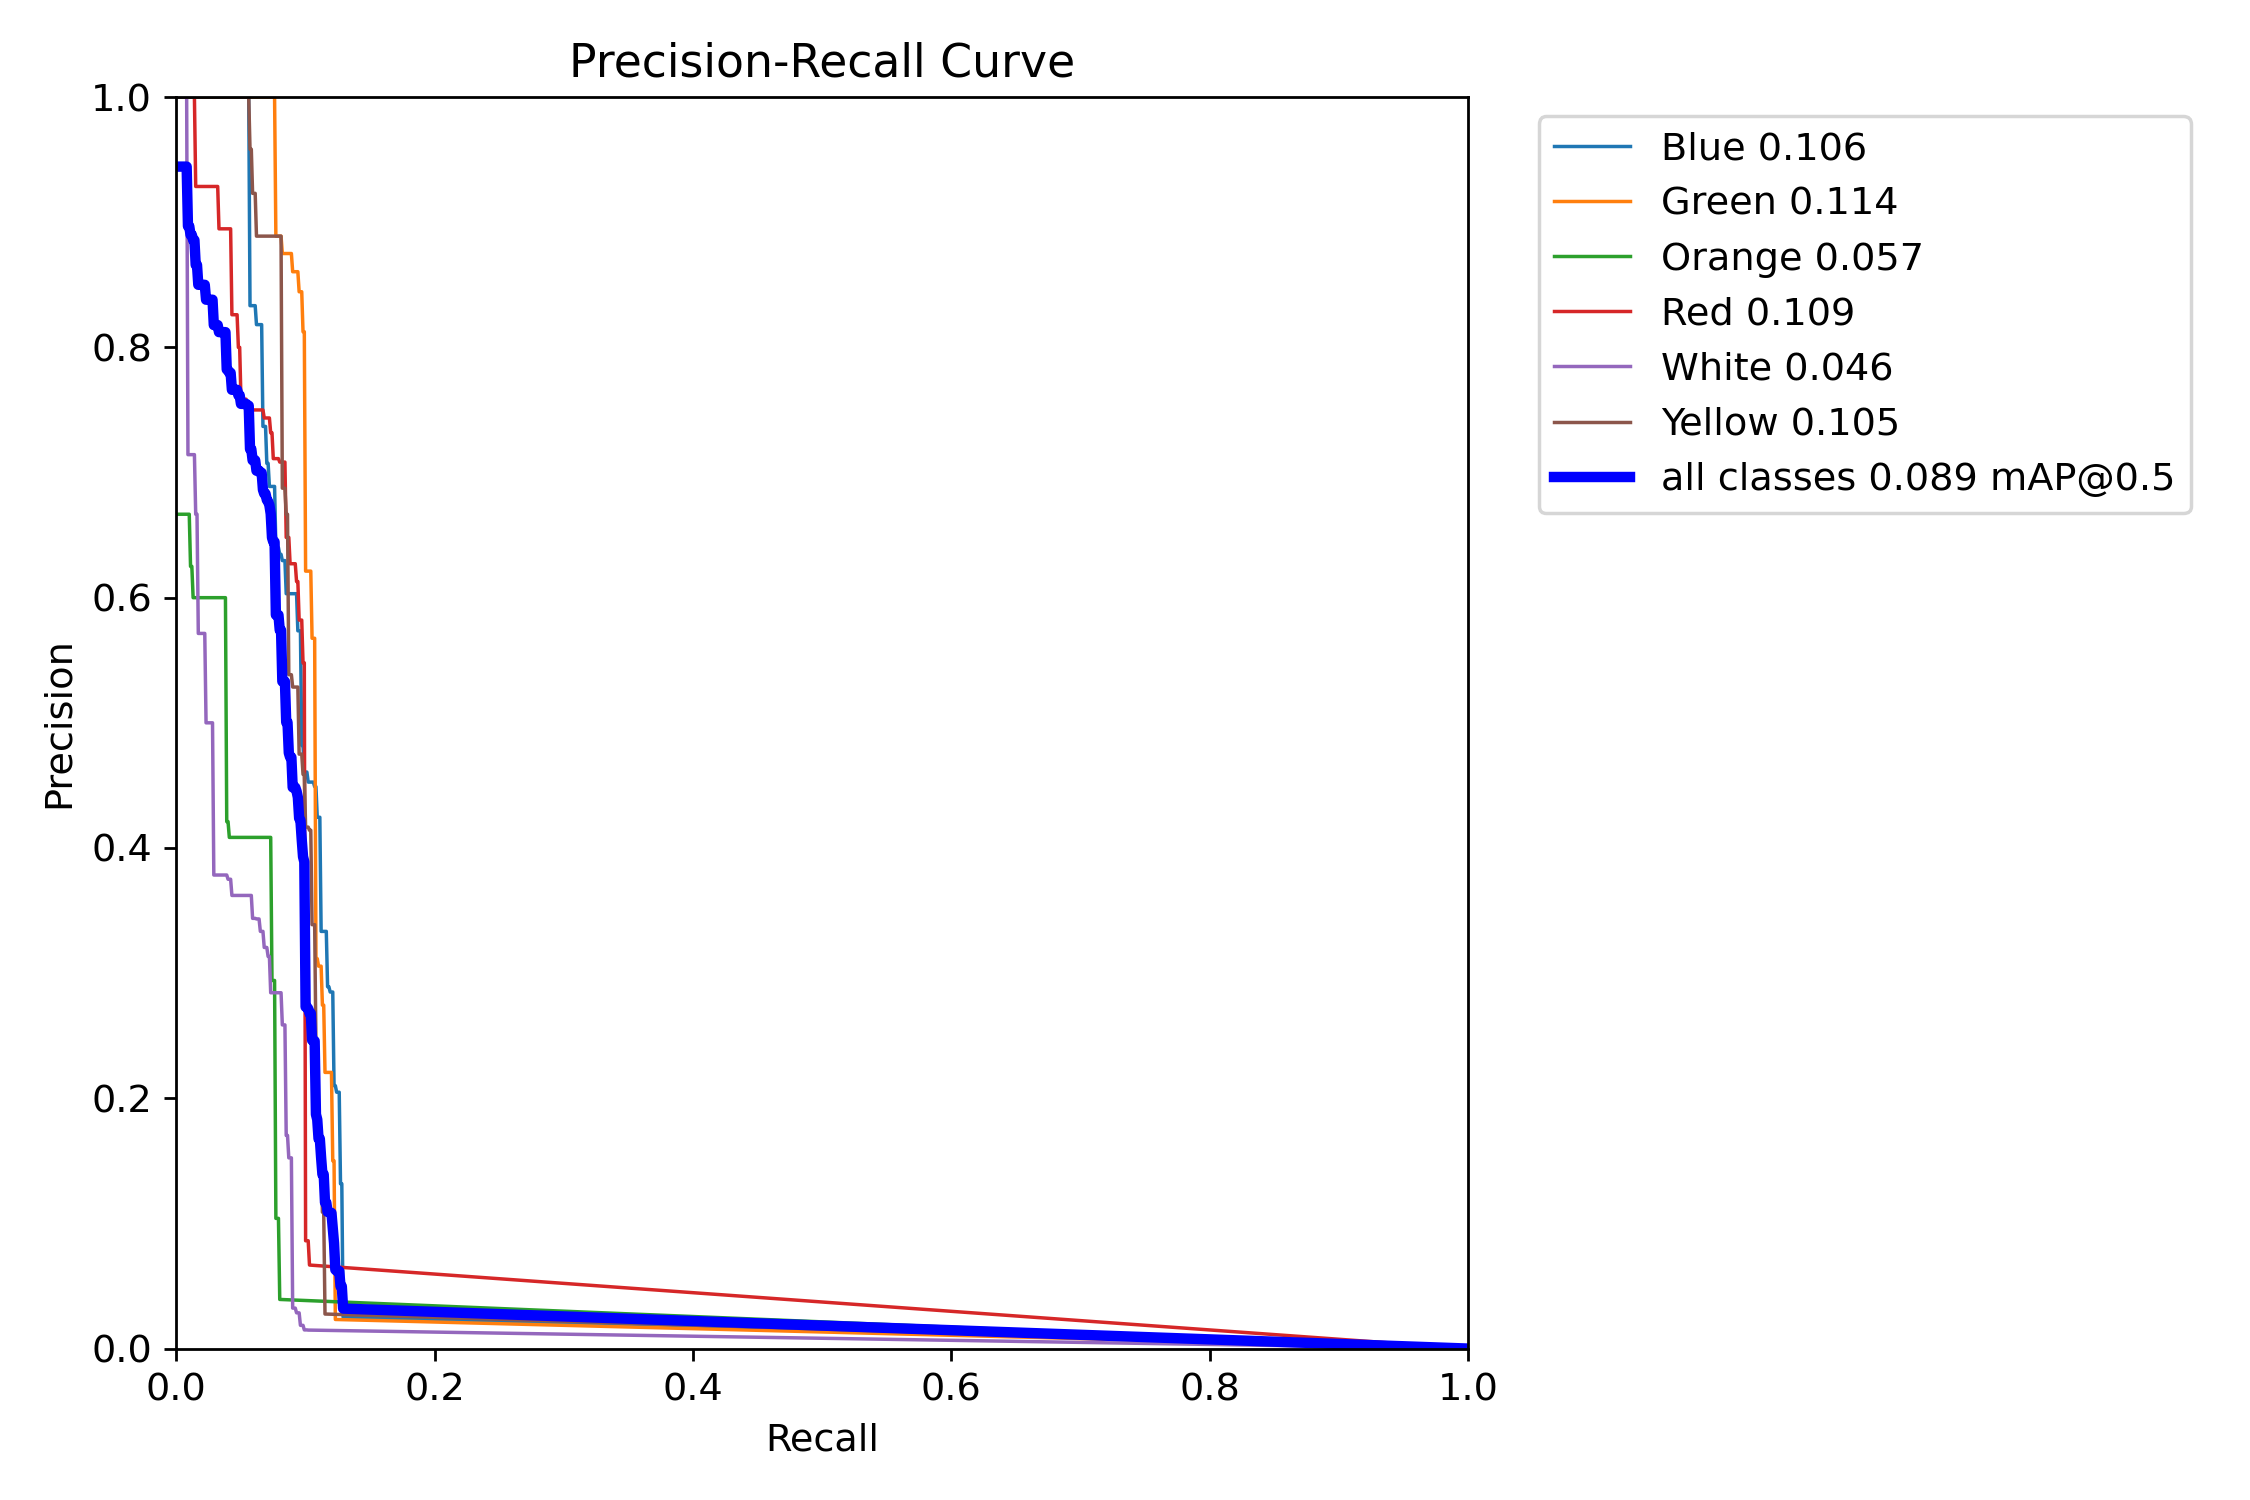 Precision-Recall Curve
1.0
0.8
0.6
0.4
0.2
0.0
Precision
0.0 0.2 0.4 0.6 0.8 1.0
Recall
Blue 0.106
Green 0.114
Orange 0.057
Red 0.109
White 0.046
Yellow 0.105
all classes 0.089 mAP@0.5